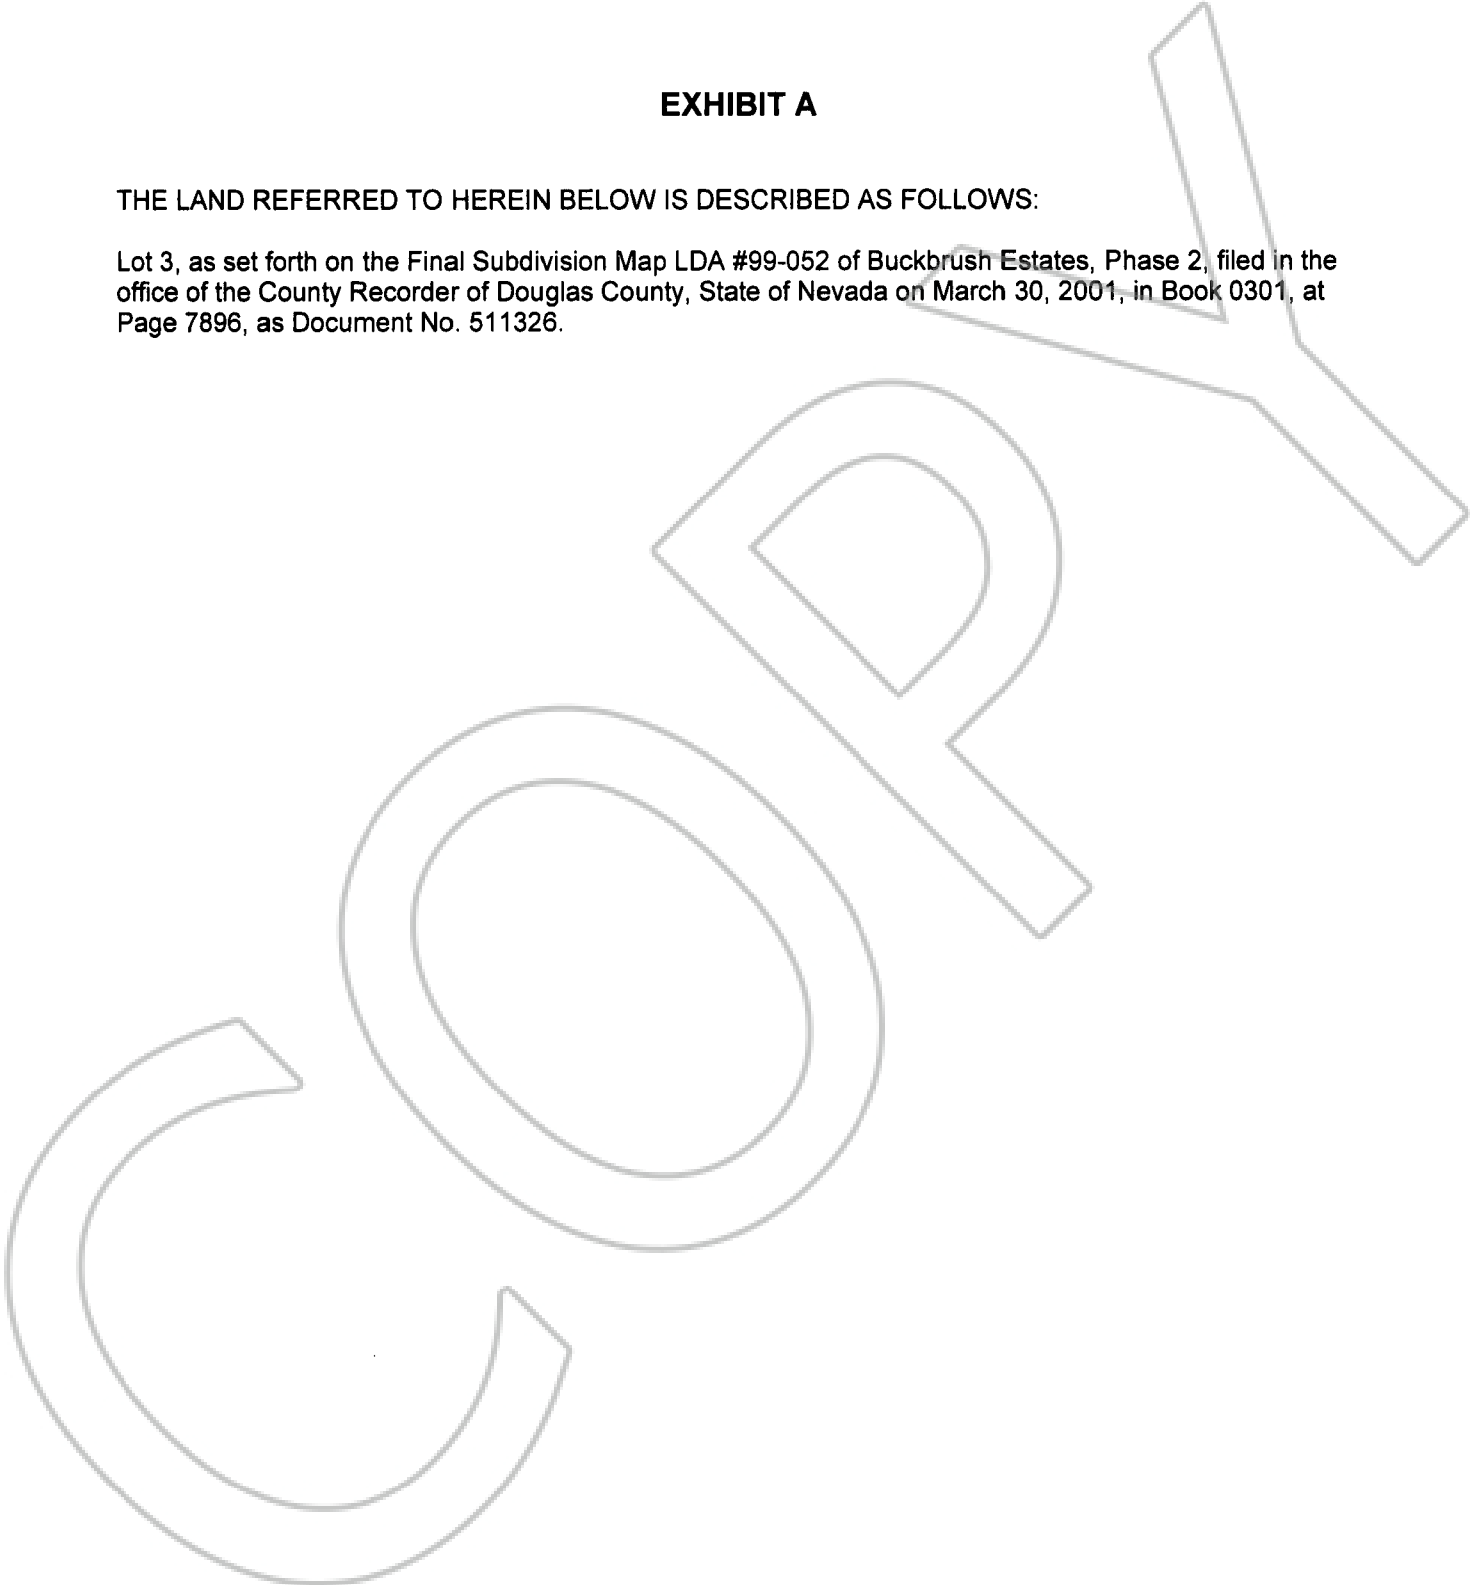 EXHIBIT A
THE LAND REFERRED TO HEREIN BELOW IS DESCRIBED AS FOLLOWS:
Lot 3, as set forth on the Final Subdivision Map LDA #99-052 of Buckbrush Estates, Phase 2, filed in the
office of the County Recorder of Douglas County, State of Nevada on March 30, 2001, in Book 0301, at
Page 7896, as Document No. 511326.
COPY